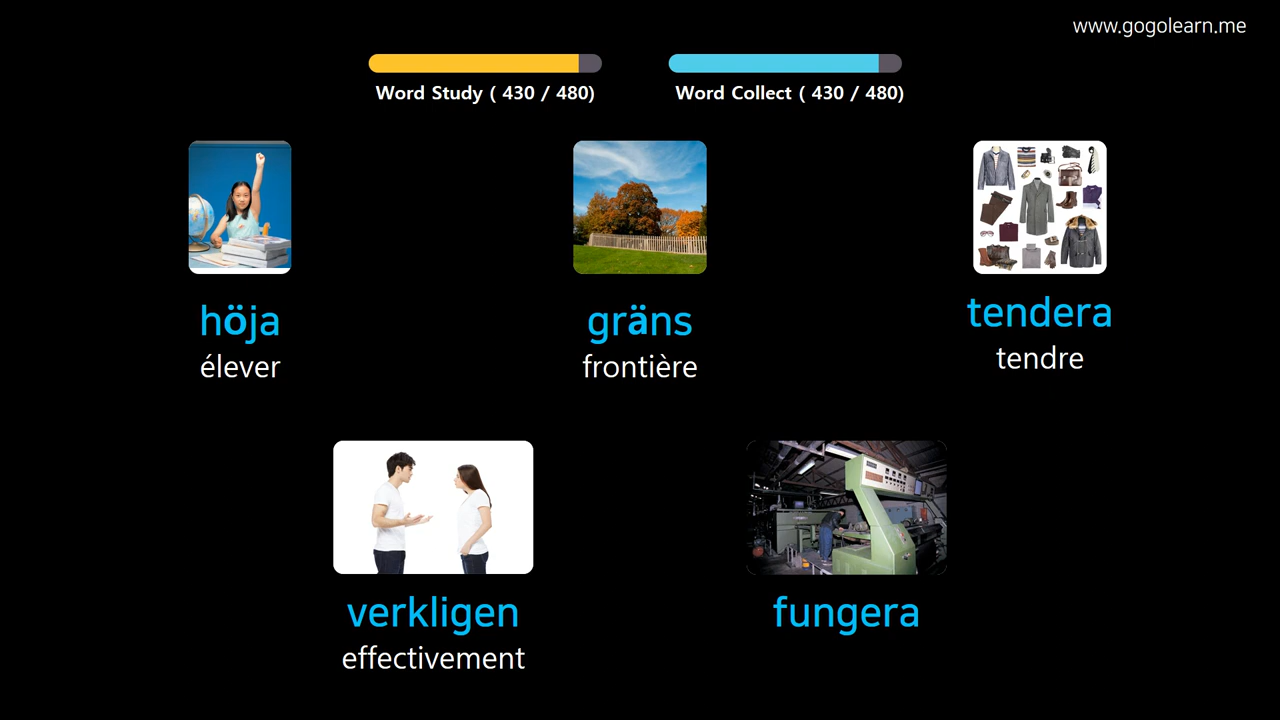 www.gogolearn.me
Word Study ( 430 / 480)
Word Collect ( 430 / 480)
höja
élever
gräns
frontière
tendera
tendre
verkligen
effectivement
fungera